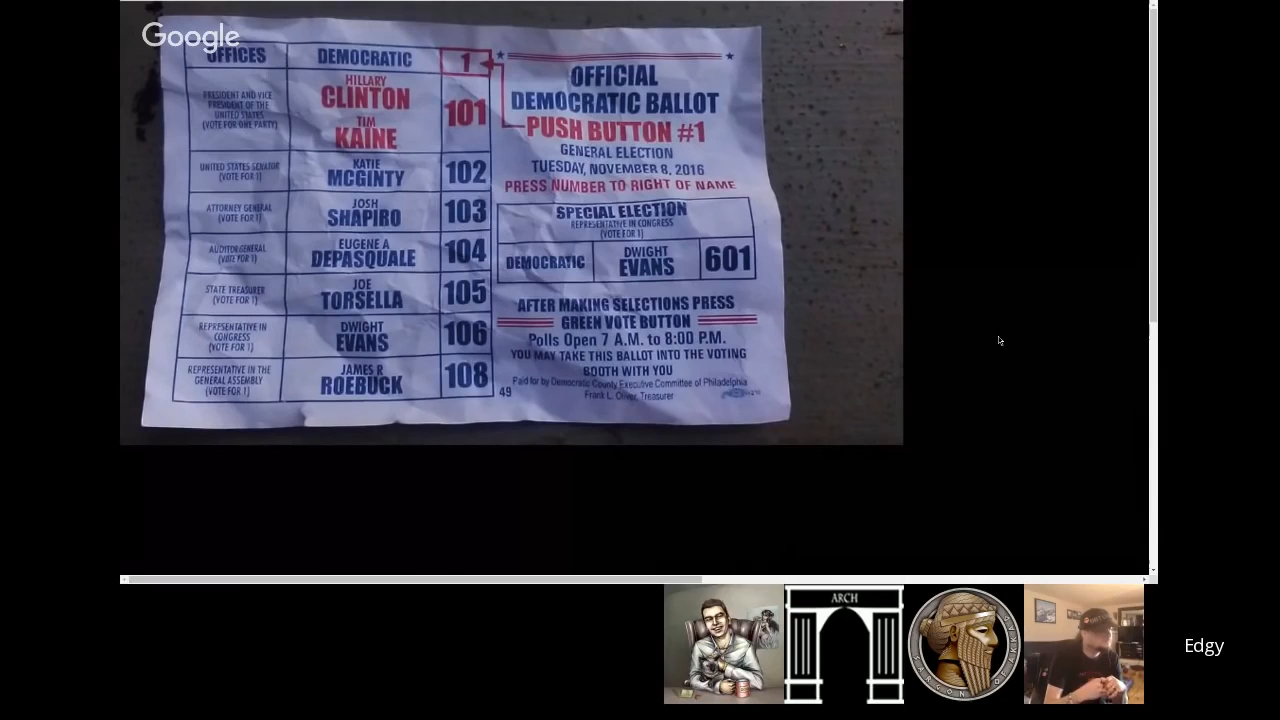 Google
OFFICES
DEMOCRATIC
1
PRESIDENT AND VICE
PRESIDENT OF THE
UNITED STATES
(VOTE FOR ONE PARTY)
HILLARY
CLINTON
TIM
KAINE
101
UNITED STATES SENATOR
(VOTE FOR 1)
KATIE
MCGINTY
102
ATTORNEY GENERAL
(VOTE FOR 1)
JOSH
SHAPIRO
103
AUDITOR GENERAL
(VOTE FOR 1)
EUGENE A
DEPASQUALE
104
STATE TREASURER
(VOTE FOR 1)
JOE
TORSELLA
105
REPRESENTATIVE IN
CONGRESS
(VOTE FOR 1)
DWIGHT
EVANS
106
REPRESENTATIVE IN THE
GENERAL ASSEMBLY
(VOTE FOR 1)
JAMES R
ROEBUCK
108
OFFICIAL
DEMOCRATIC BALLOT
PUSH BUTTON #1
GENERAL ELECTION
TUESDAY, NOVEMBER 8, 2016
PRESS NUMBER TO RIGHT OF NAME
SPECIAL ELECTION
REPRESENTATIVE IN CONGRESS
(VOTE FOR 1)
DEMOCRATIC
DWIGHT
EVANS
601
AFTER MAKING SELECTIONS PRESS
GREEN VOTE BUTTON
Polls Open 7 A.M. to 8:00 P.M.
YOU MAY TAKE THIS BALLOT INTO THE VOTING
BOOTH WITH YOU
Paid for by Democratic County Executive Committee of Philadelphia
Frank L. Oliver, Treasurer
49
ARCH
SARGON OF AKKAD
Edgy